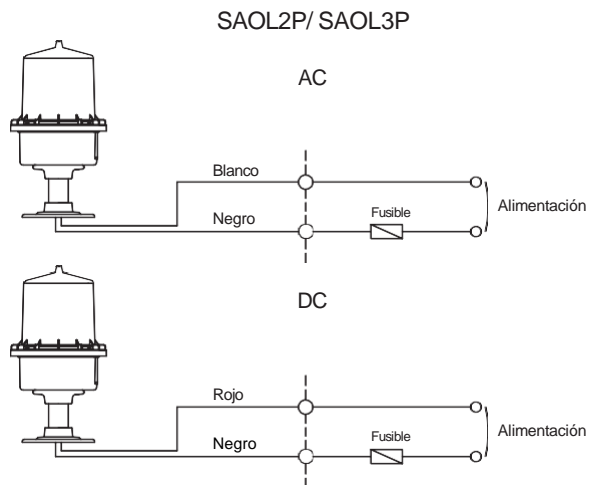 SAOL2P/ SAOL3P
AC
Blanco
Negro
Fusible
Alimentación
DC
Rojo
Negro
Fusible
Alimentación